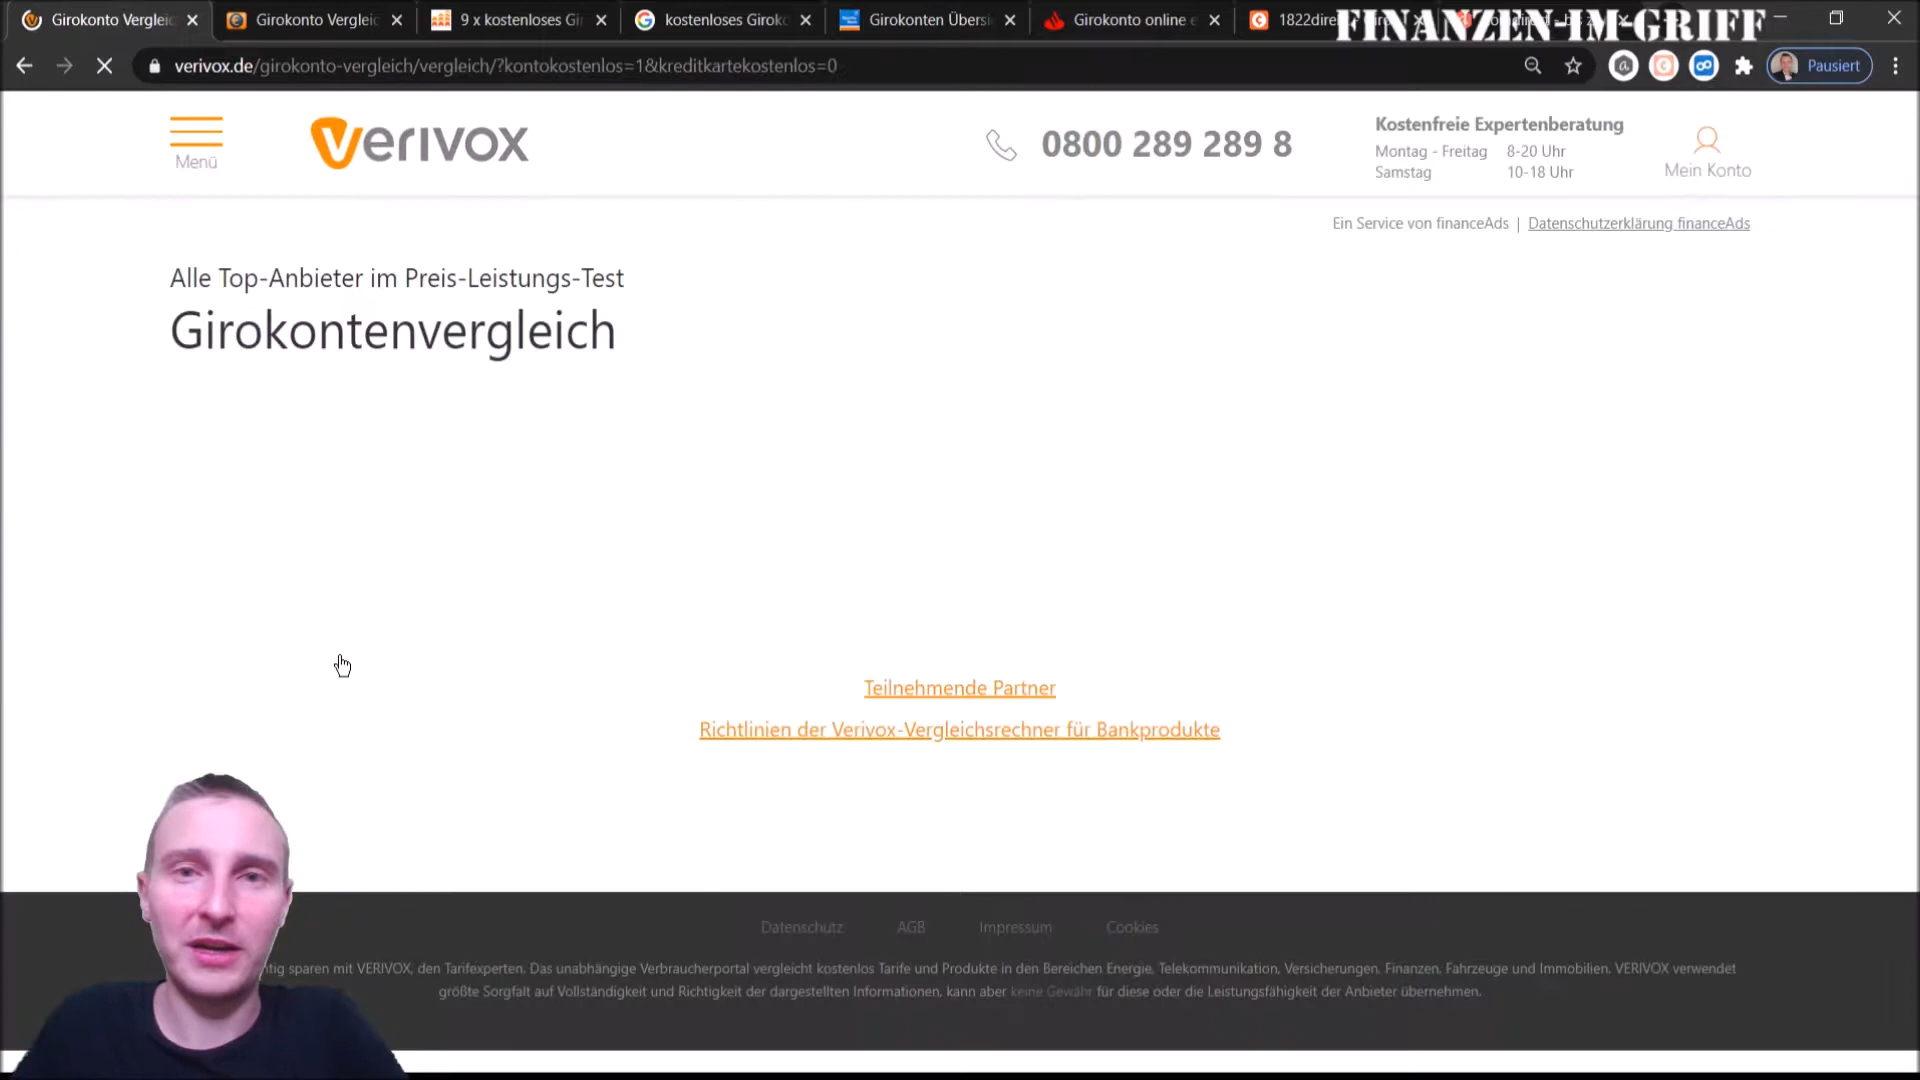 Girokonto Vergleic
Girokonto Vergleic
9 x kostenloses Gir
kostenloses Giroko
Girokonten Übersi
Girokonto online e
1822dire
FINANZEN-IM-GRIFF
verivox.de/girokonto-vergleich/vergleich/?kontokostenlos=1&kreditkartekostenlos=0
Pausiert
Menü
verivox
0800 289 289 8
Kostenfreie Expertenberatung
Montag - Freitag 8-20 Uhr
Samstag 10-18 Uhr
Mein Konto
Ein Service von financeAds | Datenschutzerklärung financeAds
Alle Top-Anbieter im Preis-Leistungs-Test
Girokontenvergleich
Teilnehmende Partner
Richtlinien der Verivox-Vergleichsrechner für Bankprodukte
Datenschutz AGB Impressum Cookies
htig sparen mit VERIVOX, den Tarifexperten. Das unabhängige Verbraucherportal vergleicht kostenlos Tarife und Produkte in den Bereichen Energie, Telekommunikation, Versicherungen, Finanzen, Fahrzeuge und Immobilien. VERIVOX verwendet
größte Sorgfalt auf Vollständigkeit und Richtigkeit der dargestellten Informationen, kann aber keine Gewähr für diese oder die Leistungsfähigkeit der Anbieter übernehmen.